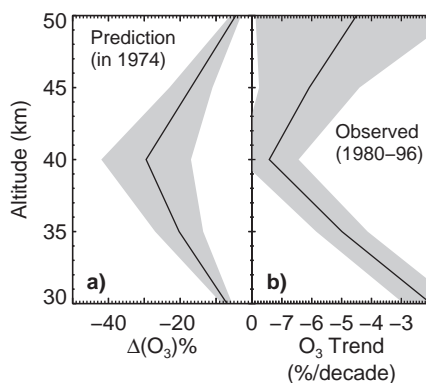 50
45
40
35
30
Altitude (km)
Prediction
(in 1974)
a)
−40 −20 0
Δ(O₃)%
Observed
(1980–96)
b)
−7 −6 −5 −4 −3
O₃ Trend
(%/decade)